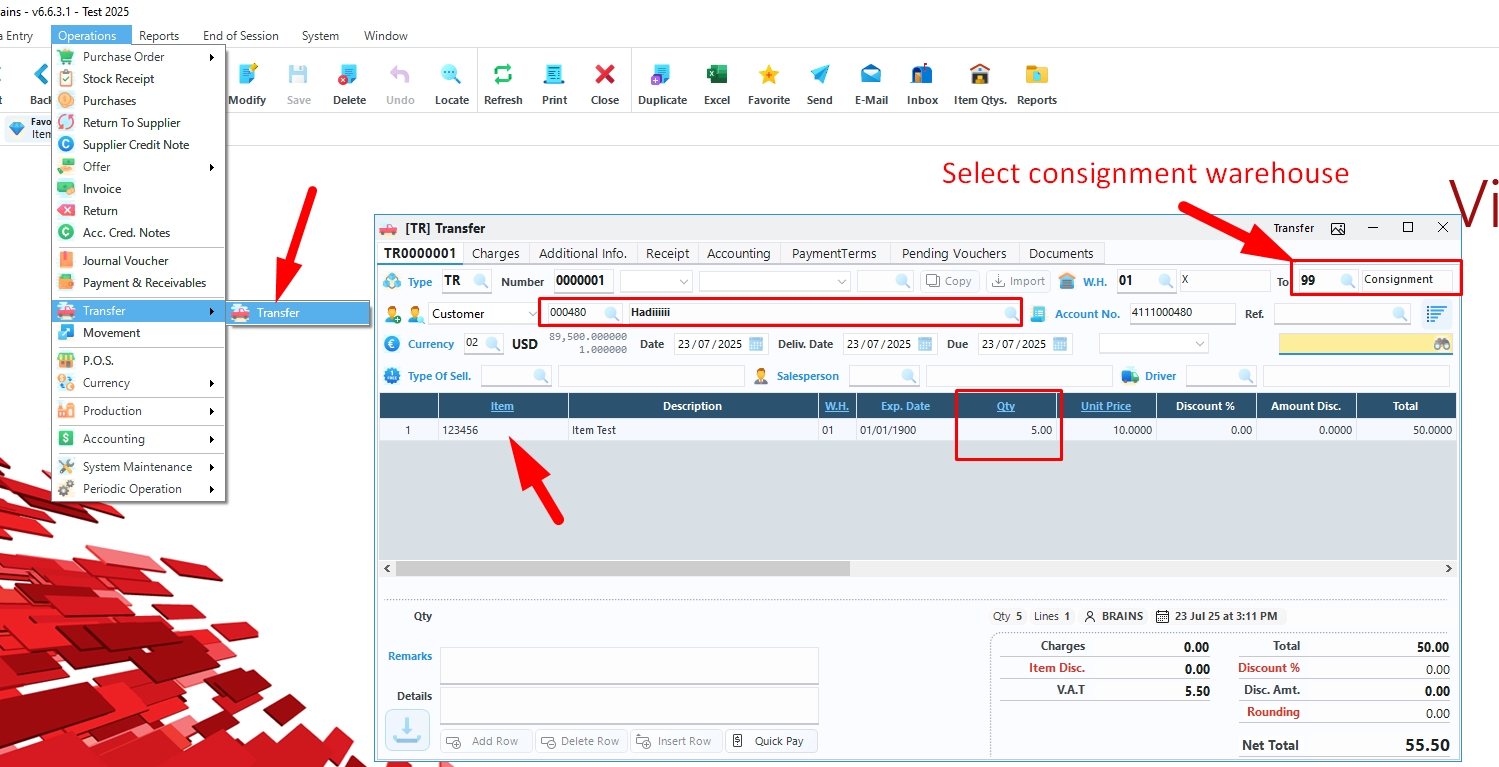 ains - v6.6.3.1 - Test 2025
a Entry Operations Reports End of Session System Window
Back Modify Save Delete Undo Locate Refresh Print Close Duplicate Excel Favorite Send E-Mail Inbox Item Qtys. Reports
Favo
Item
Purchase Order
Stock Receipt
Purchases
Return To Supplier
Supplier Credit Note
Offer
Invoice
Return
Acc. Cred. Notes
Journal Voucher
Payment & Receivables
Transfer
Movement
P.O.S.
Currency
Production
Accounting
System Maintenance
Periodic Operation
Transfer
Select consignment warehouse
Vi
[TR] Transfer Transfer
TR0000001 Charges Additional Info. Receipt Accounting PaymentTerms Pending Vouchers Documents
Type TR Number 0000001 Copy Import W.H. 01 X To 99 Consignment
Customer 000480 Hadiiiiii Account No. 4111000480 Ref.
Currency 02 USD 89,500.000000 1.000000 Date 23/07/2025 Deliv. Date 23/07/2025 Due 23/07/2025
Type Of Sell. Salesperson Driver
Item Description W.H. Exp. Date Qty Unit Price Discount % Amount Disc. Total
1 123456 Item Test 01 01/01/1900 5.00 10.0000 0.00 0.0000 50.0000
Qty Qty 5 Lines 1 BRAINS 23 Jul 25 at 3:11 PM
Remarks
Details
Add Row Delete Row Insert Row Quick Pay
Charges 0.00
Item Disc. 0.00
V.A.T 5.50
Total 50.00
Discount % 0.00
Disc. Amt. 0.00
Rounding 0.00
Net Total 55.50